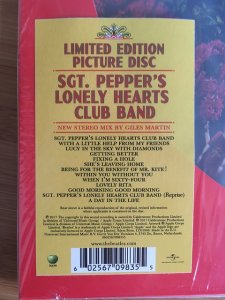 LIMITED EDITION
PICTURE DISC
SGT. PEPPER'S
LONELY HEARTS
CLUB BAND
NEW STEREO MIX BY GILES MARTIN
SGT. PEPPER'S LONELY HEARTS CLUB BAND
WITH A LITTLE HELP FROM MY FRIENDS
LUCY IN THE SKY WITH DIAMONDS
GETTING BETTER
FIXING A HOLE
SHE'S LEAVING HOME
BEING FOR THE BENEFIT OF MR. KITE!
WITHIN YOU WITHOUT YOU
WHEN I'M SIXTY-FOUR
LOVELY RITA
GOOD MORNING GOOD MORNING
SGT. PEPPER'S LONELY HEARTS CLUB BAND (Reprise)
A DAY IN THE LIFE
www.thebeatles.com
6 02567 09835 5